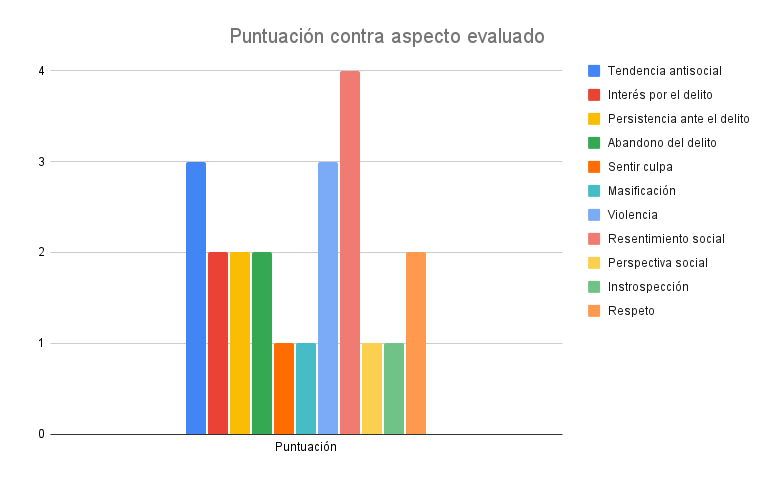 Puntuación contra aspecto evaluado
4
3
2
1
0
Puntuación
Tendencia antisocial
Interés por el delito
Persistencia ante el delito
Abandono del delito
Sentir culpa
Masificación
Violencia
Resentimiento social
Perspectiva social
Instrospección
Respeto